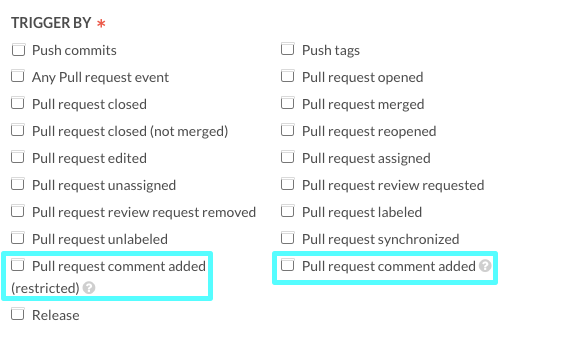 TRIGGER BY *
Push commits
Push tags
Any Pull request event
Pull request opened
Pull request closed
Pull request merged
Pull request closed (not merged)
Pull request reopened
Pull request edited
Pull request assigned
Pull request unassigned
Pull request review requested
Pull request review request removed
Pull request labeled
Pull request unlabeled
Pull request synchronized
Pull request comment added
(restricted) ?
Pull request comment added ?
Release